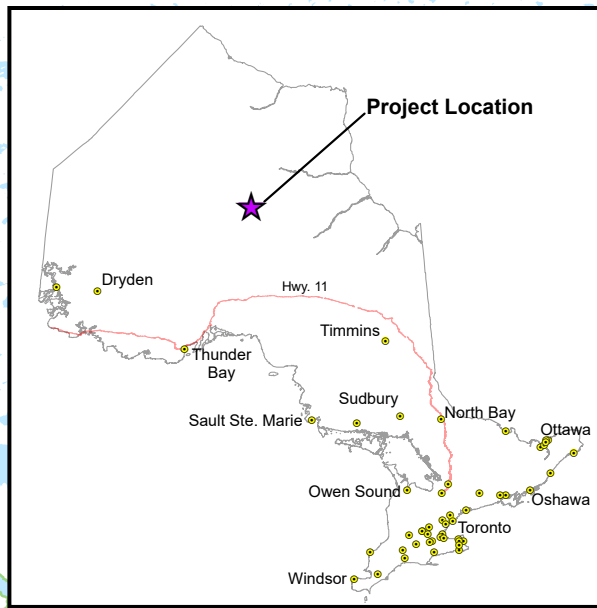 Project Location
Dryden
Hwy. 11
Timmins
Thunder
Bay
Sudbury
Sault Ste. Marie
North Bay
Ottawa
Owen Sound
Oshawa
Toronto
Windsor